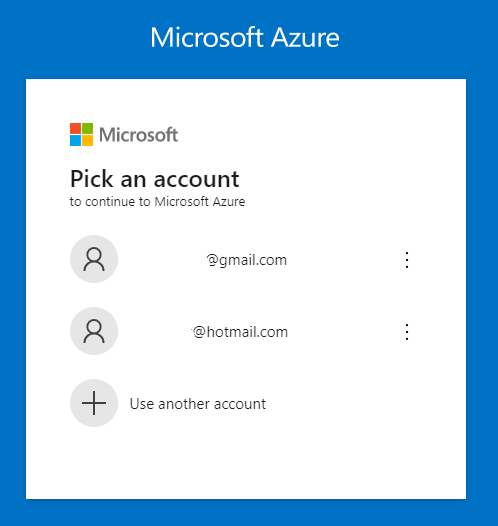 Microsoft Azure
Microsoft
Pick an account
to continue to Microsoft Azure
@gmail.com
@hotmail.com
Use another account